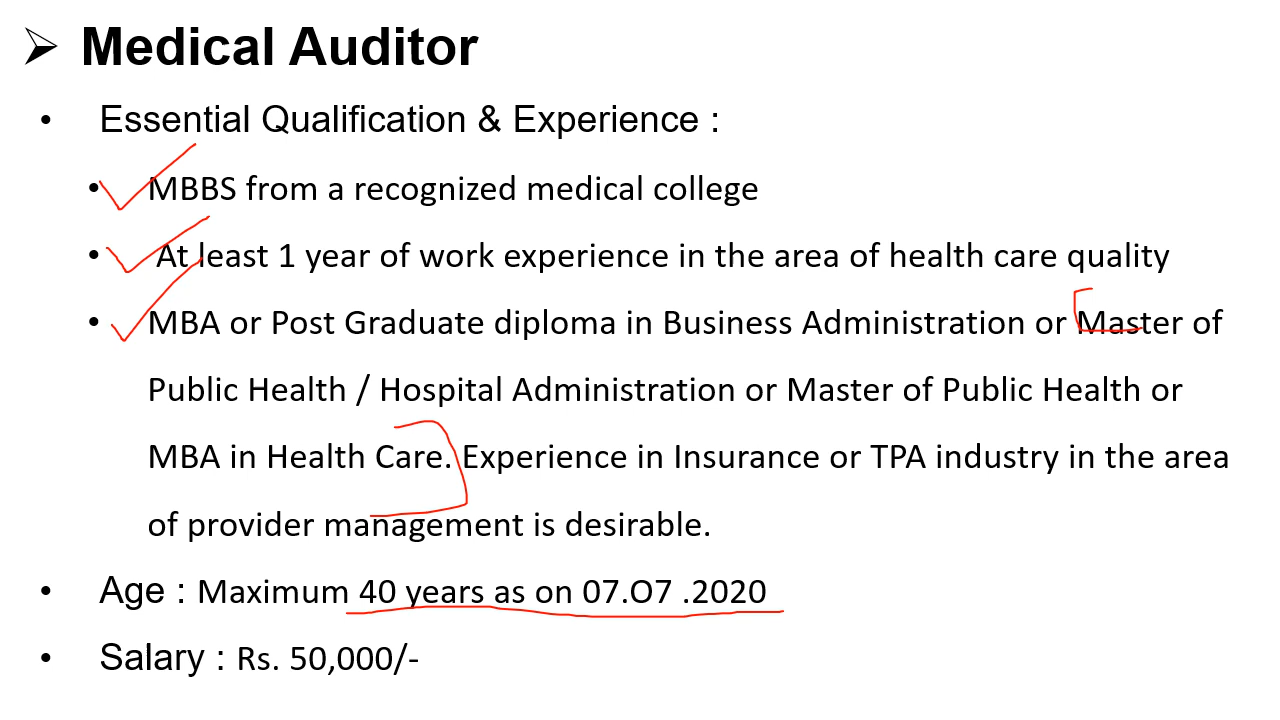 ➢ Medical Auditor
• Essential Qualification & Experience :
• MBBS from a recognized medical college
• At least 1 year of work experience in the area of health care quality
• MBA or Post Graduate diploma in Business Administration or Master of
Public Health / Hospital Administration or Master of Public Health or
MBA in Health Care. Experience in Insurance or TPA industry in the area
of provider management is desirable.
• Age : Maximum 40 years as on 07.O7 .2020
• Salary : Rs. 50,000/-